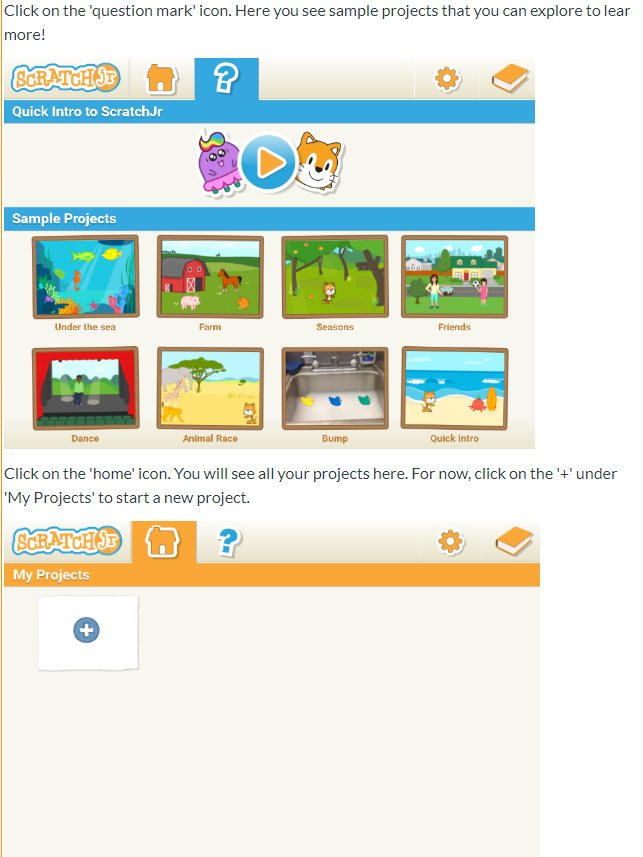 Click on the 'question mark' icon. Here you see sample projects that you can explore to lear
more!
SCRATCHJR
Quick Intro to ScratchJr
Sample Projects
Under the sea Farm Seasons Friends
Dance Animal Race Bump Quick Intro
Click on the 'home' icon. You will see all your projects here. For now, click on the '+' under
'My Projects' to start a new project.
SCRATCHJR
My Projects